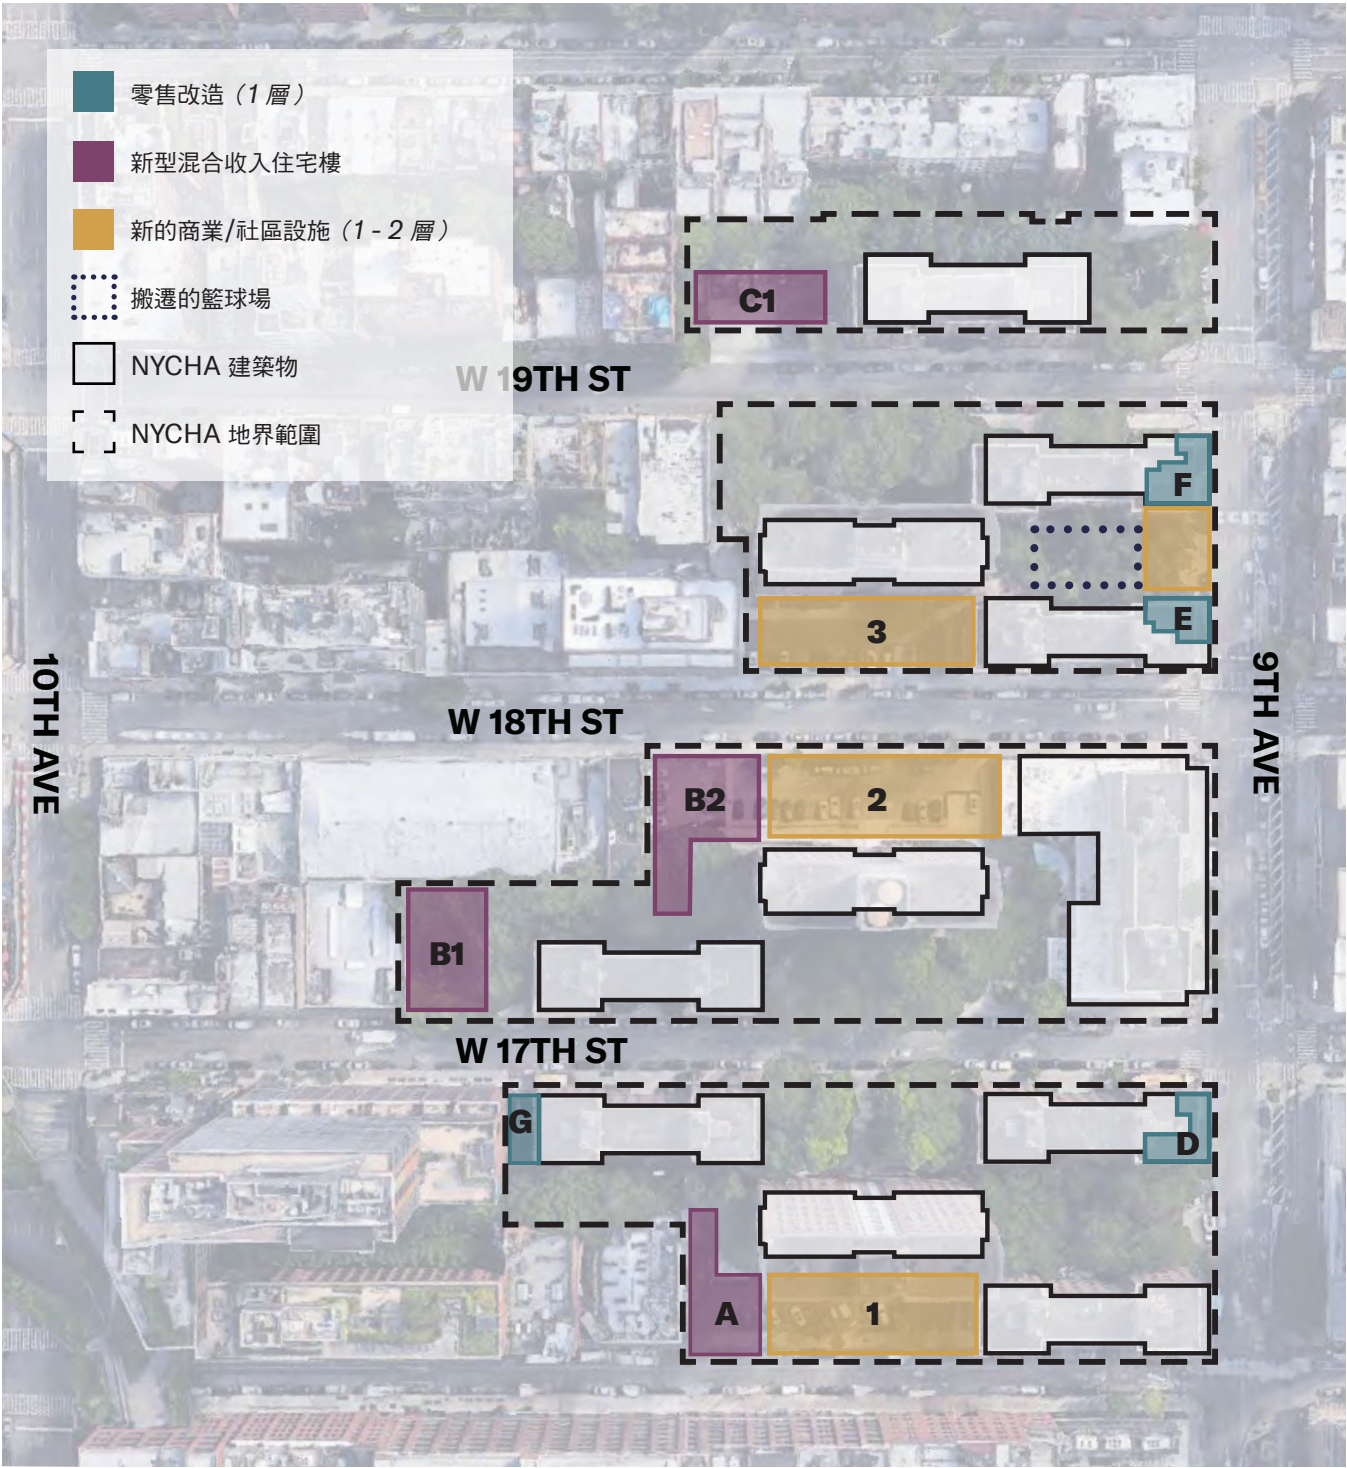 零售改造（1 層）
新型混合收入住宅樓
新的商業/社區設施（1 - 2 層）
搬遷的籃球場
NYCHA 建築物
NYCHA 地界範圍
C1
W 19TH ST
F
E
3
10TH AVE
9TH AVE
W 18TH ST
B2
2
B1
W 17TH ST
G
D
A
1